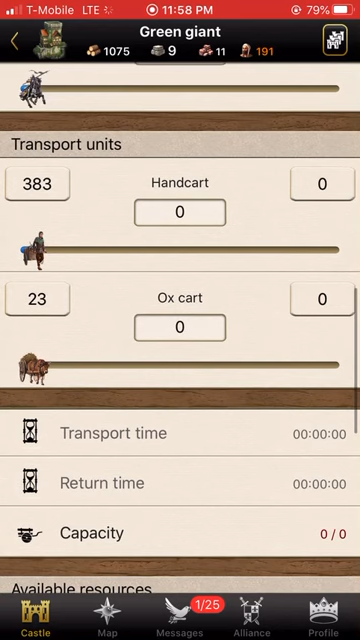 T-Mobile LTE 11:58 PM 79%
Green giant
1075 9 11 191
Transport units
383 Handcart 0
0
23 Ox cart 0
0
Transport time 00:00:00
Return time 00:00:00
Capacity 0 / 0
Available resources
1/25
Castle Map Messages Alliance Profile